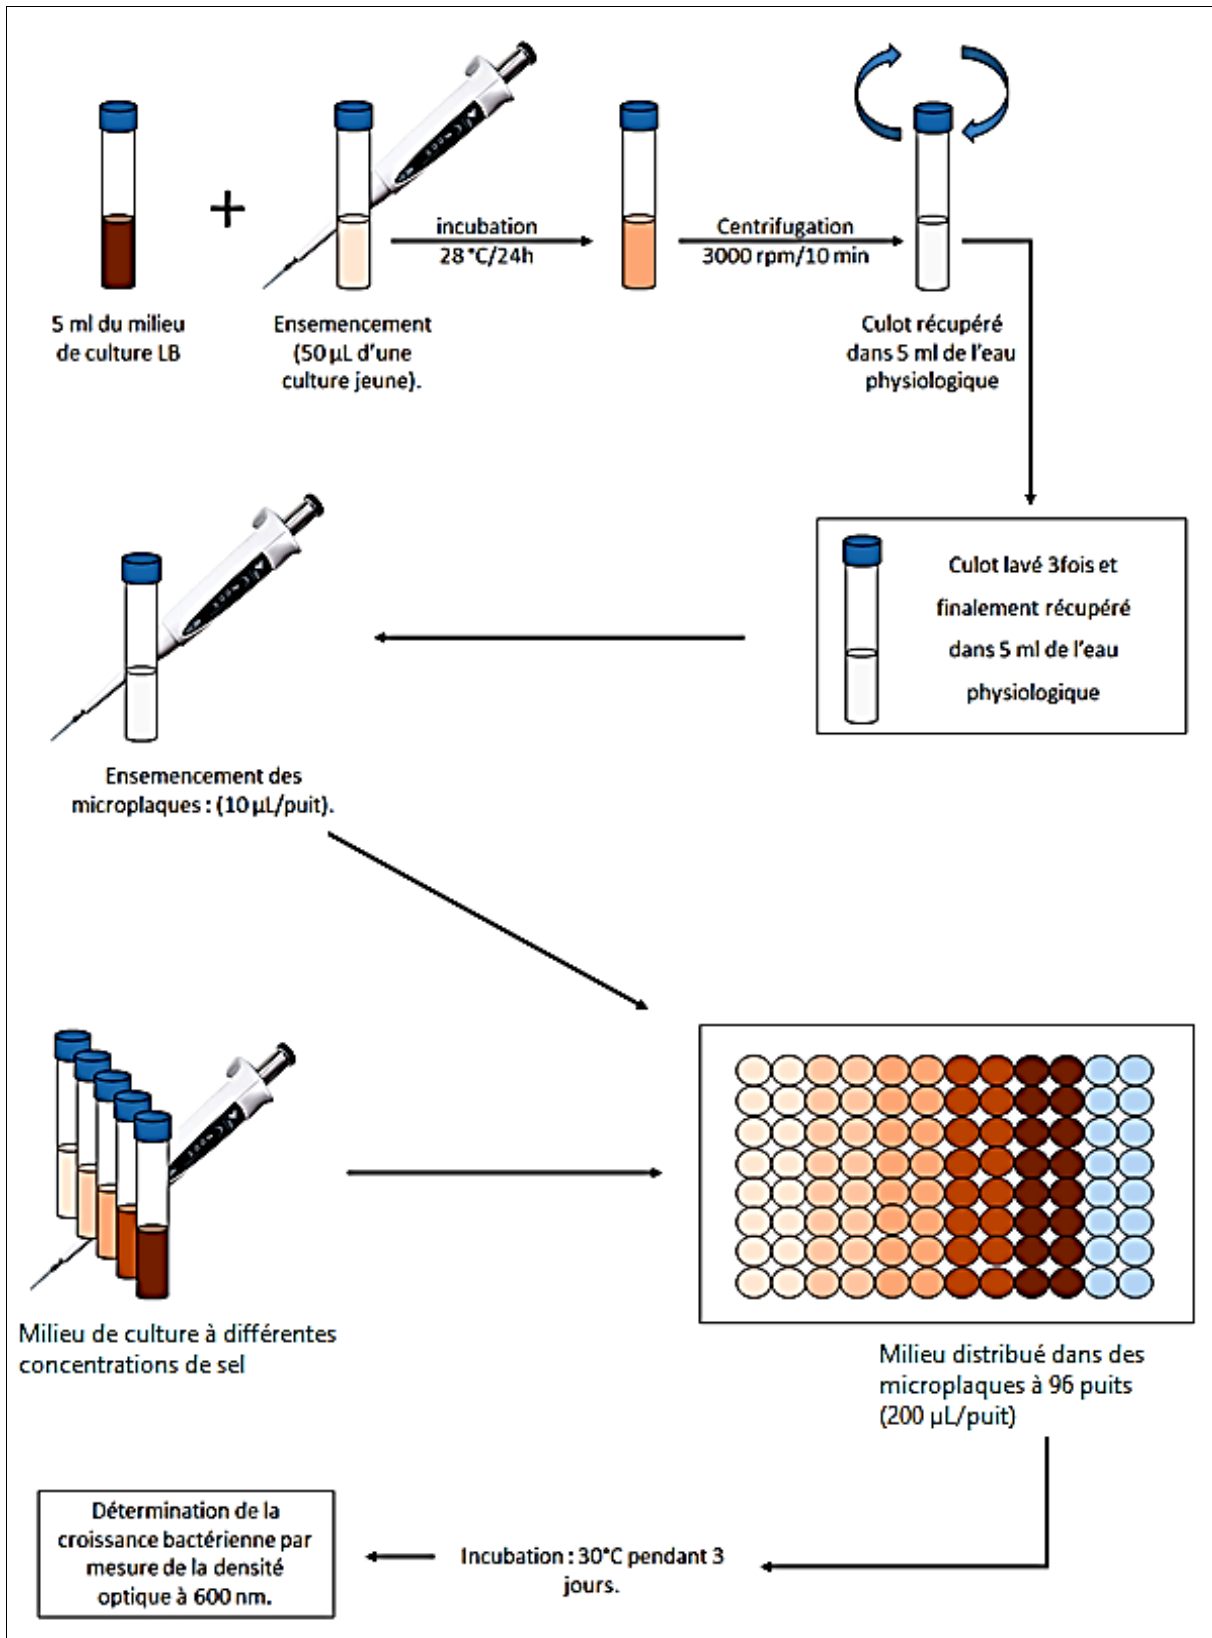 5 ml du milieu
de culture LB
+
Ensemencement
(50 µL d'une
culture jeune).
incubation
28 °C/24h
Centrifugation
3000 rpm/10 min
Culot récupéré
dans 5 ml de l'eau
physiologique
Culot lavé 3fois et
finalement récupéré
dans 5 ml de l'eau
physiologique
Ensemencement des
microplaques : (10 µL/puit).
Milieu de culture à différentes
concentrations de sel
Milieu distribué dans des
microplaques à 96 puits
(200 µL/puit)
Incubation : 30°C pendant 3
jours.
Détermination de la
croissance bactérienne par
mesure de la densité
optique à 600 nm.